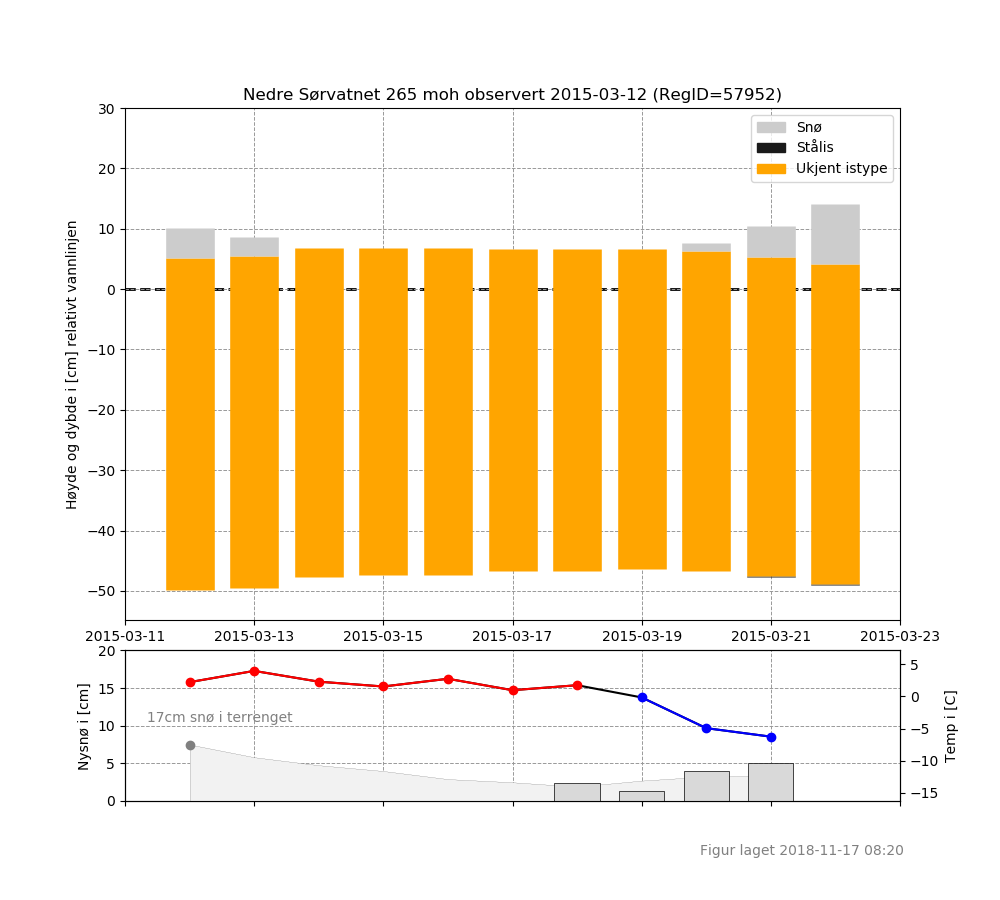 Nedre Sørvatnet 265 moh observert 2015-03-12 (RegID=57952)
Høyde og dybde i [cm] relativt vannlinjen
30
20
10
0
−10
−20
−30
−40
−50
Snø
Stålis
Ukjent istype
2015-03-11 2015-03-13 2015-03-15 2015-03-17 2015-03-19 2015-03-21 2015-03-23
Nysnø i [cm]
20
15
10
5
0
17cm snø i terrenget
5
0
−5
−10
−15
Temp i [C]
Figur laget 2018-11-17 08:20